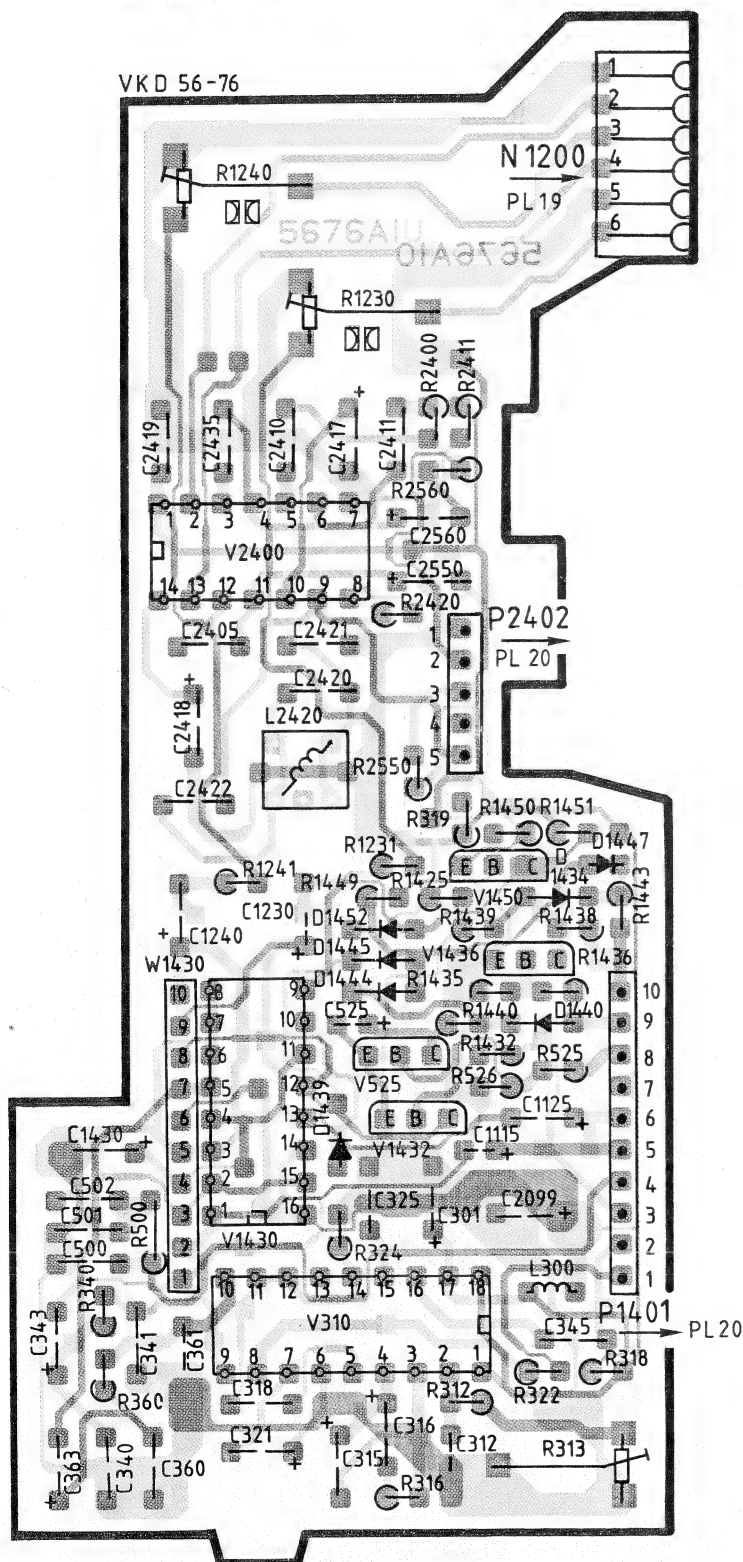 VKD 56-76
1
2
3
N1200
4
R1240
PL19
5
5676A10
6
5676A10
R1230
R2400
R2411
+
C2419
C2435
C2410
C2417
C2411
R2560
1 2 3 4 5 6 7
+
C2560
V2400
+ C2550
14 13 12 11 10 9 8
R2420
P2402
1
C2405
C2421
2
PL 20
C2420
3
+
C2418
L2420
4
R2550
5
C2422
R319
R1450
R1451
D1447
R1231
E B C
D1434
R1241
R1449
R1425
V1450
R1443
C1230
D1452
R1439
R1438
+ C1240
+
D1445
V1436
E B C
R1436
W1430
D1444
R1435
10 8 9 10
C525 +
R1440
D1440
9 7 10 9
8 6 11
E B C
R1432
R525
8
V525
R526
7 5 12 7
D1439
6 4 13
E B C
C1125
+
6
C1430 +
V1432
C1115
+
5 3 14 5
4 2 15 4
C502
R500
C325
C301
C2099
+
3 1 16 3
C501
+
2
V1430
R324
2
C500
L300
1
10 11 12 13 14 15 16 17 18
1
R340
P1401
C343
C341
C361
V310
C345
+
PL20
+
9 8 7 6 5 4 3 2 1
R318
R322
R360
C318
R312
+
+
C316
C321
+
C315
C312
R313
C363
+
C340
C360
R316